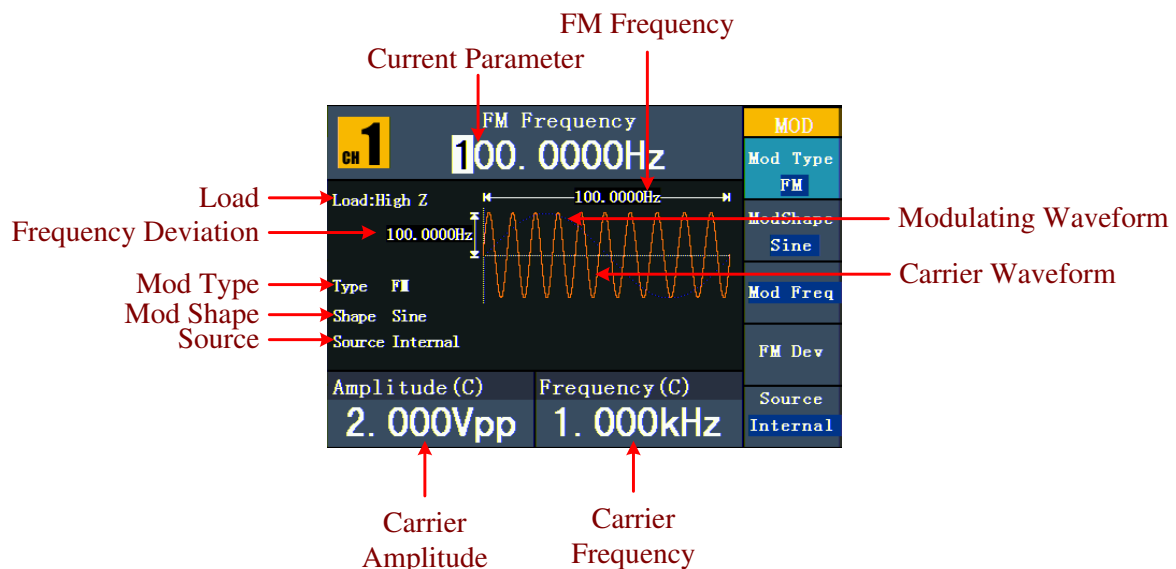 FM Frequency
Current Parameter
CH 1
FM Frequency
100.0000Hz
MOD
Mod Type
FM
Load
Load:High Z
100.0000Hz
ModShape
Sine
Modulating Waveform
Frequency Deviation
100.0000Hz
Carrier Waveform
Mod Type
Type FM
Mod Freq
Mod Shape
Shape Sine
Source
Source Internal
FM Dev
Amplitude(C)
2.000Vpp
Frequency(C)
1.000kHz
Source
Internal
Carrier
Amplitude
Carrier
Frequency